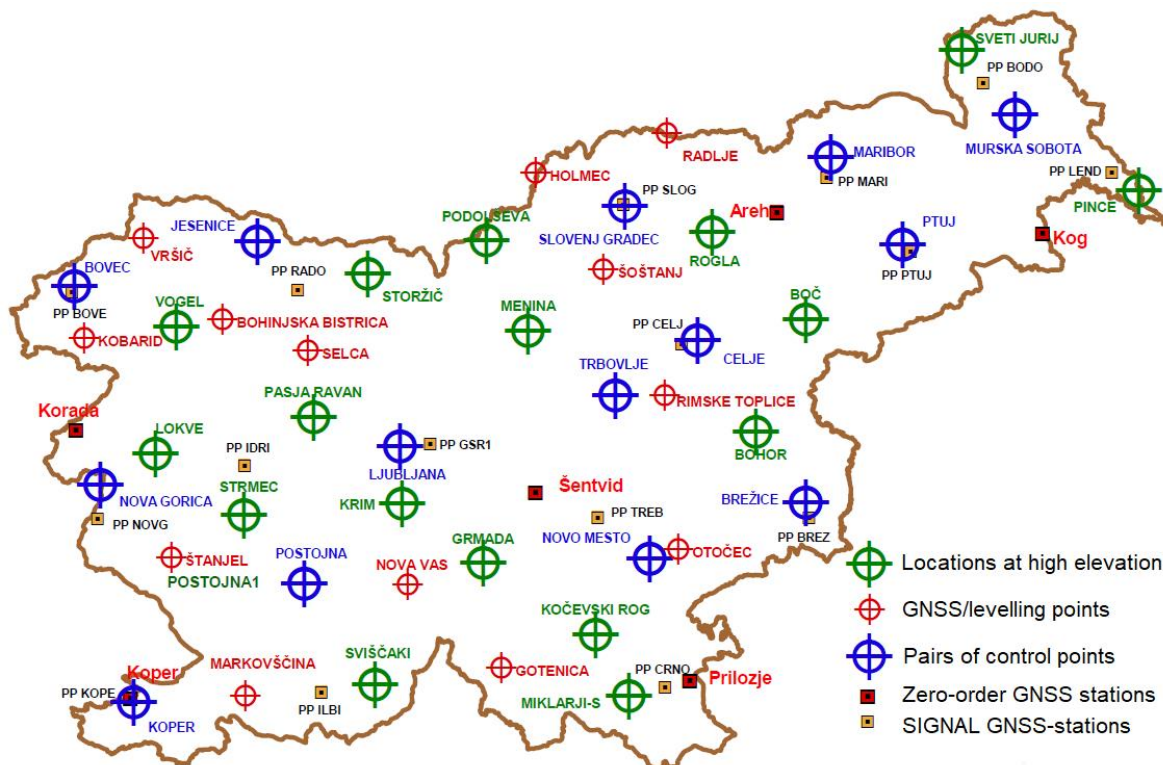 SVETI JURIJ
PP BODO
MURSKA SOBOTA
RADLJE
MARIBOR
PP MARI
PP LEND
PINCE
HOLMEC
PP SLOG
SLOVENJ GRADEC
Areh
ROGLA
PTUJ
PP PTUJ
Kog
JESENICE
VRŠIČ
PODOLŠEVA
ŠOŠTANJ
BOVEC
PP BOVE
PP RADO
STORŽIČ
VOGEL
BOHINJSKA BISTRICA
KOBARID
SELCA
MENINA
BOČ
PP CELJ
CELJE
TRBOVLJE
RIMSKE TOPLICE
PASJA RAVAN
Korada
LOKVE
PP IDRI
PP GSR1
LJUBLJANA
BOHOR
NOVA GORICA
STRMEC
KRIM
Šentvid
BREŽICE
PP NOVG
PP TREB
PP BREZ
GRMADA
NOVO MESTO
OTOČEC
ŠTANJEL
POSTOJNA
POSTOJNA1
NOVA VAS
KOČEVSKI ROG
MARKOVŠČINA
SVIŠČAKI
GOTENICA
PP CRNO
Prilozje
MIKLARJI-S
Koper
PP KOPE
KOPER
PP ILBI
Locations at high elevation
GNSS/levelling points
Pairs of control points
Zero-order GNSS stations
SIGNAL GNSS-stations